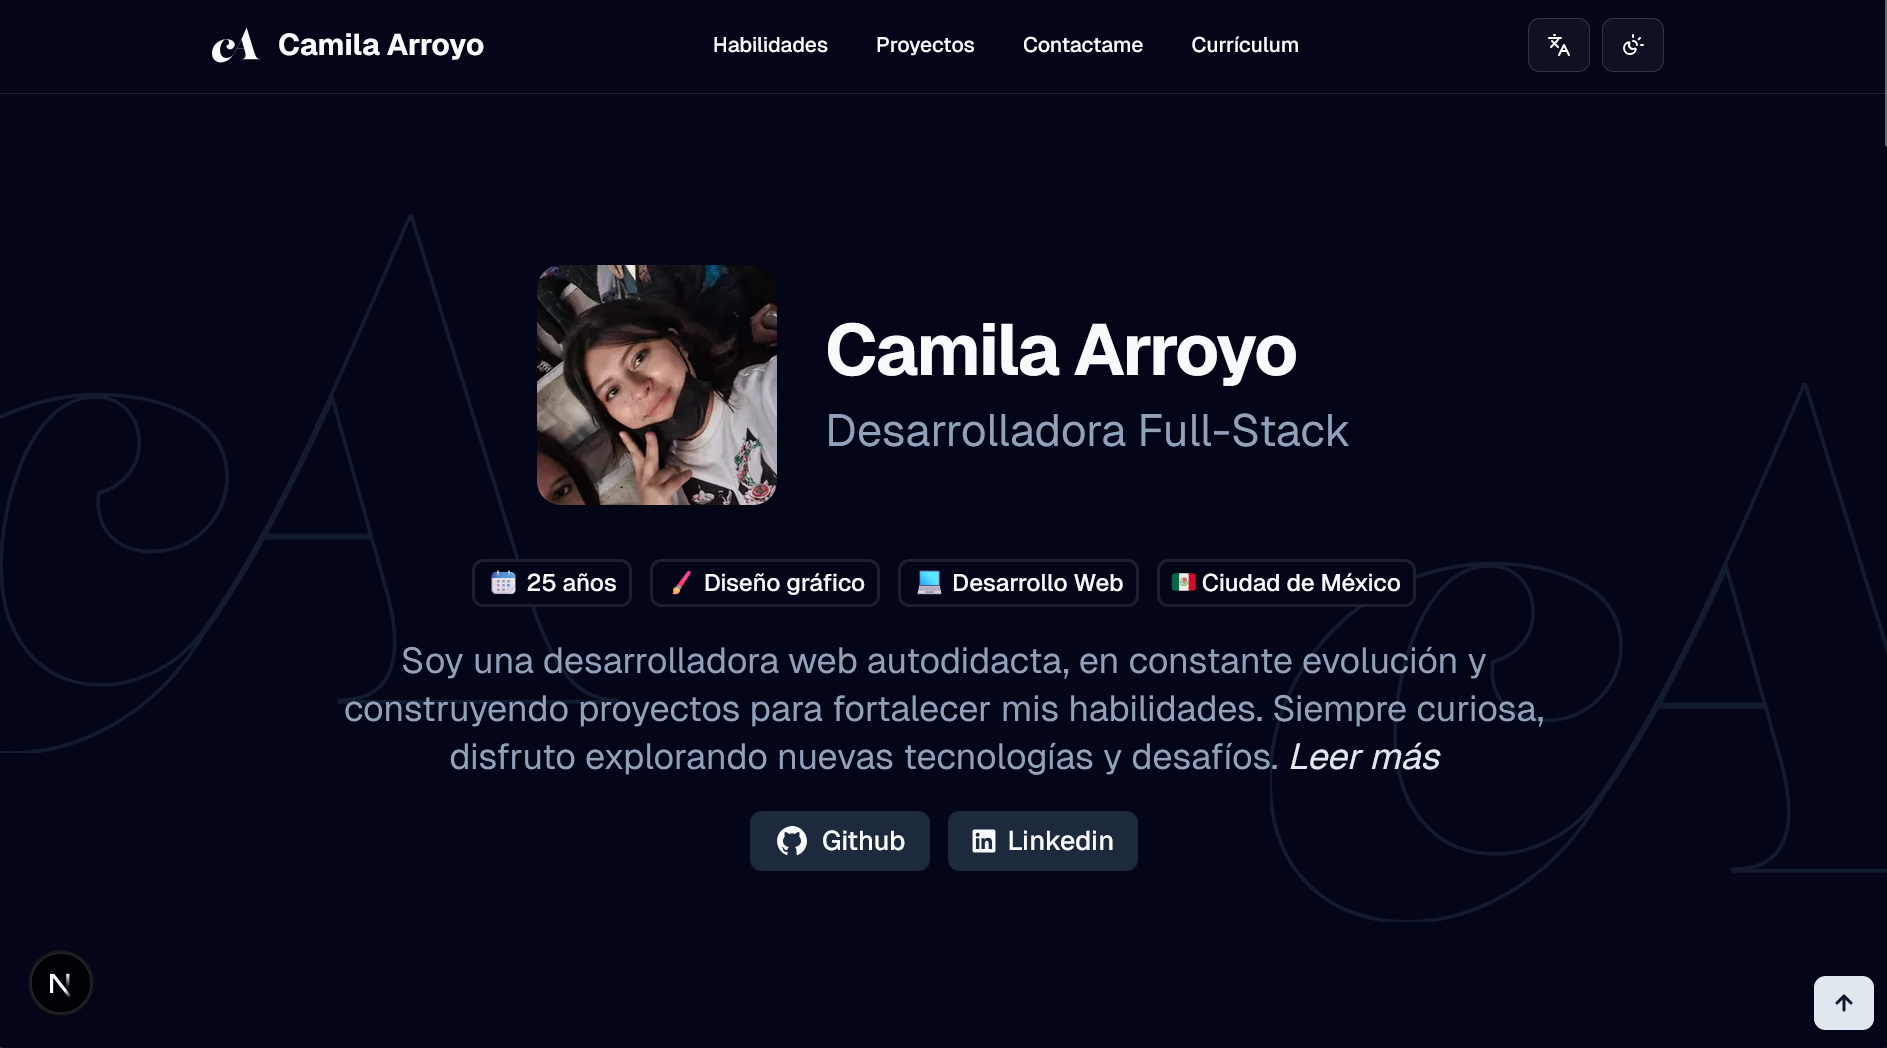 cA Camila Arroyo
Habilidades
Proyectos
Contactame
Currículum
Camila Arroyo
Desarrolladora Full-Stack
25 años
Diseño gráfico
Desarrollo Web
Ciudad de México
Soy una desarrolladora web autodidacta, en constante evolución y
construyendo proyectos para fortalecer mis habilidades. Siempre curiosa,
disfruto explorando nuevas tecnologías y desafíos. Leer más
Github
Linkedin
N